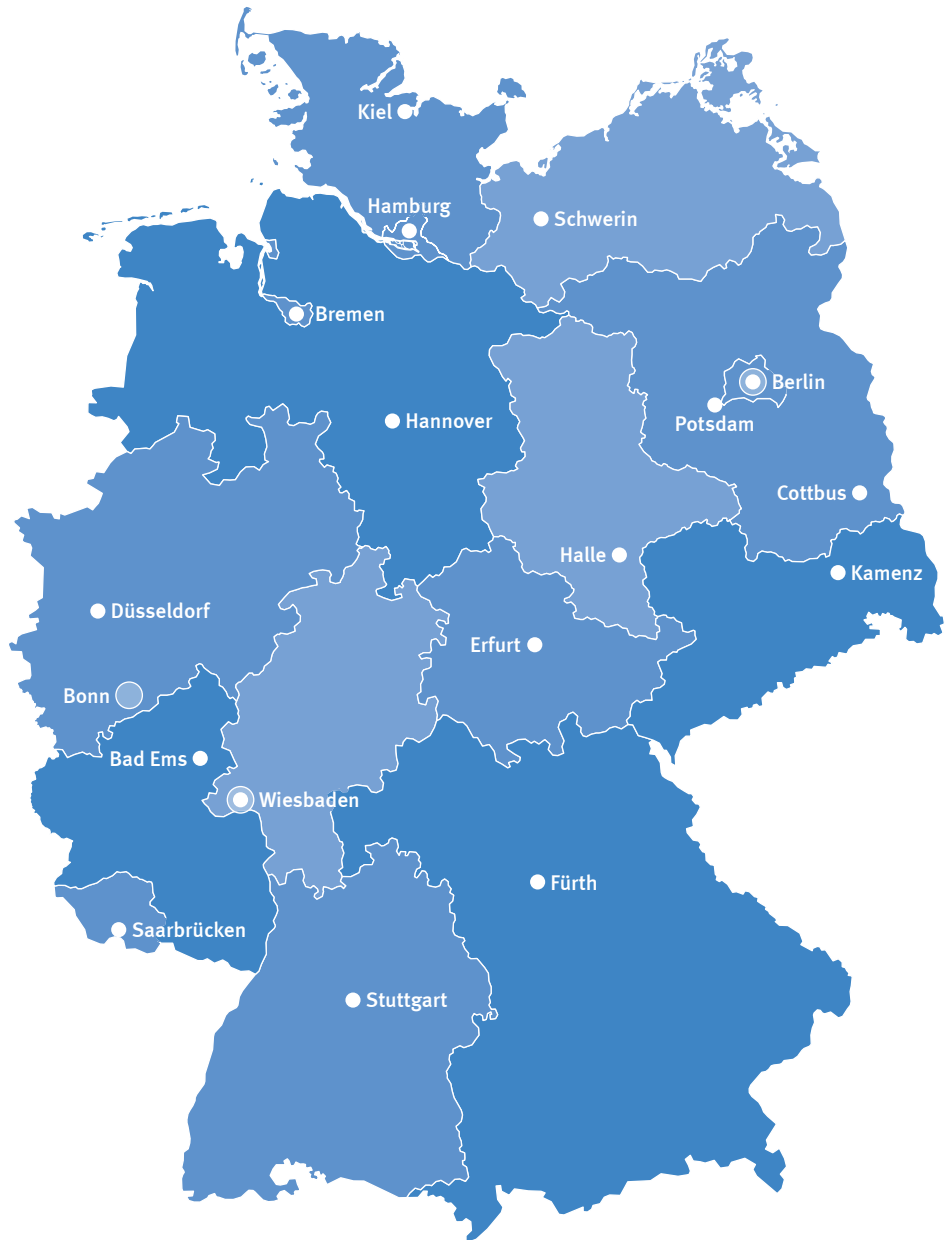 Kiel
Hamburg
Schwerin
Bremen
Berlin
Hannover
Potsdam
Cottbus
Halle
Kamenz
Düsseldorf
Erfurt
Bonn
Bad Ems
Wiesbaden
Fürth
Saarbrücken
Stuttgart